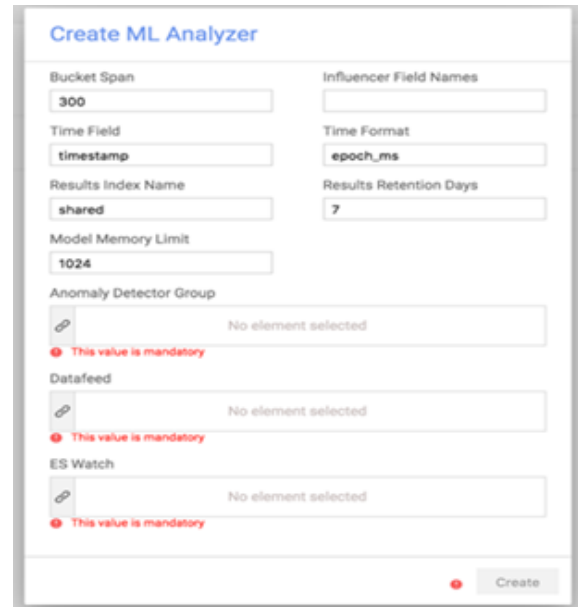 Create ML Analyzer
Bucket Span
Influencer Field Names
300
Time Field
Time Format
timestamp
epoch_ms
Results Index Name
Results Retention Days
shared
7
Model Memory Limit
1024
Anomaly Detector Group
No element selected
This value is mandatory
Datafeed
No element selected
This value is mandatory
ES Watch
No element selected
This value is mandatory
Create